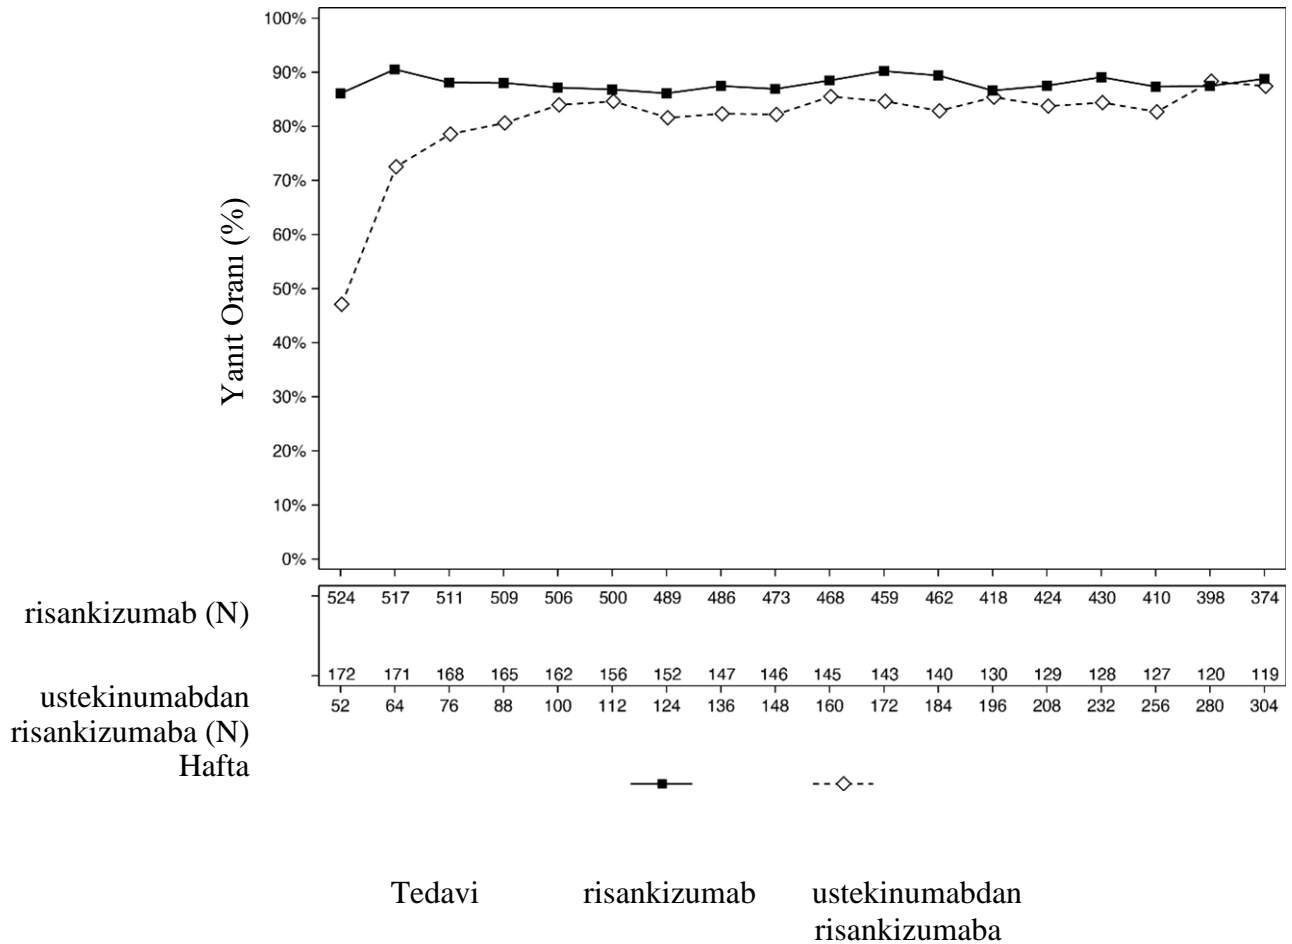 100%
90%
80%
70%
60%
50%
40%
30%
20%
10%
0%
Yanıt Oranı (%)
risankizumab (N)
524 517 511 509 506 500 489 486 473 468 459 462 418 424 430 410 398 374
172 171 168 165 162 156 152 147 146 145 143 140 130 129 128 127 120 119
ustekinumabdan
risankizumaba (N)
Hafta
52 64 76 88 100 112 124 136 148 160 172 184 196 208 232 256 280 304
Tedavi risankizumab ustekinumabdan
risankizumaba